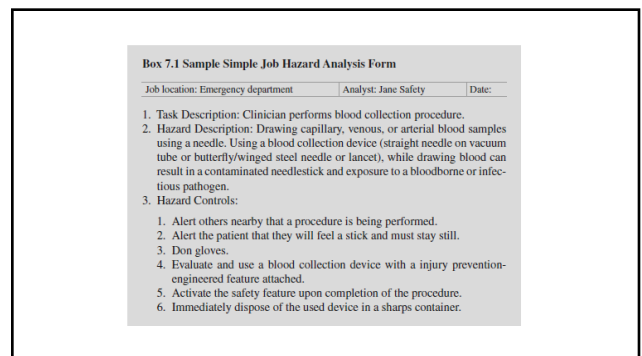 Box 7.1 Sample Simple Job Hazard Analysis Form
Job location: Emergency department Analyst: Jane Safety Date:
1. Task Description: Clinician performs blood collection procedure.
2. Hazard Description: Drawing capillary, venous, or arterial blood samples
using a needle. Using a blood collection device (straight needle on vacuum
tube or butterfly/winged steel needle or lancet), while drawing blood can
result in a contaminated needlestick and exposure to a bloodborne or infec-
tious pathogen.
3. Hazard Controls:
1. Alert others nearby that a procedure is being performed.
2. Alert the patient that they will feel a stick and must stay still.
3. Don gloves.
4. Evaluate and use a blood collection device with a injury prevention-
engineered feature attached.
5. Activate the safety feature upon completion of the procedure.
6. Immediately dispose of the used device in a sharps container.